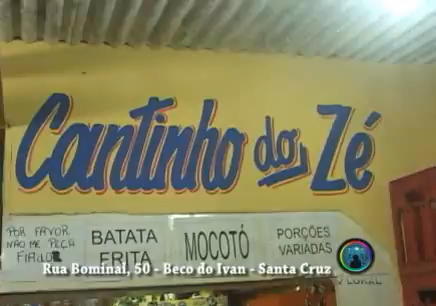 Cantinho do Zé
POR FAVOR
NÃO ME PEÇA
FIADO
BATATA
FRITA
MOCOTÓ
PORÇÕES
VARIADAS
Rua Bominal, 50 - Beco do Ivan - Santa Cruz